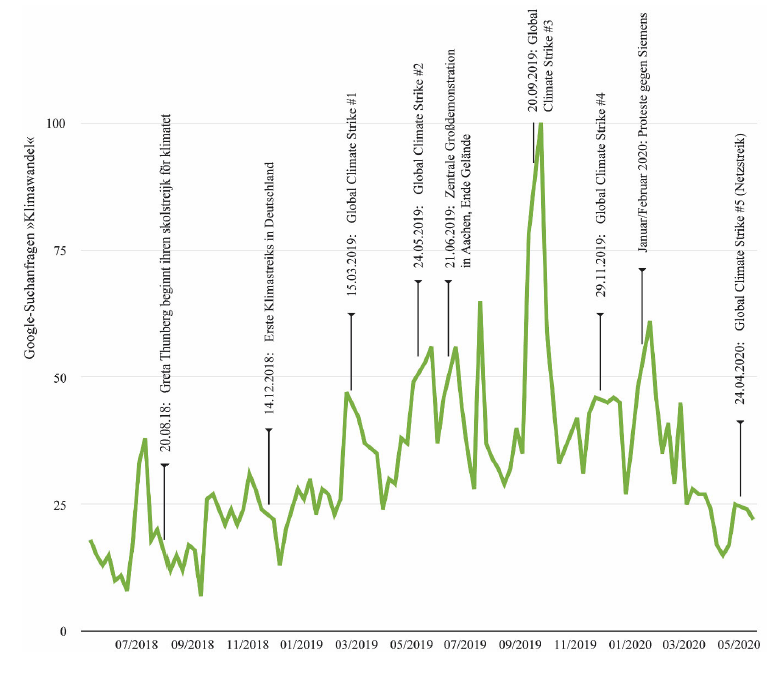 Google-Suchanfragen »Klimawandel«
100
75
50
25
0
20.08.18: Greta Thunberg beginnt ihren skolstreijk för klimatet
14.12.2018: Erste Klimastreiks in Deutschland
15.03.2019: Global Climate Strike #1
24.05.2019: Global Climate Strike #2
21.06.2019: Zentrale Großdemonstration
in Aachen, Ende Gelände
20.09.2019: Global
Climate Strike #3
29.11.2019: Global Climate Strike #4
Januar/Februar 2020: Proteste gegen Siemens
24.04.2020: Global Climate Strike #5 (Netzstreik)
07/2018 09/2018 11/2018 01/2019 03/2019 05/2019 07/2019 09/2019 11/2019 01/2020 03/2020 05/2020